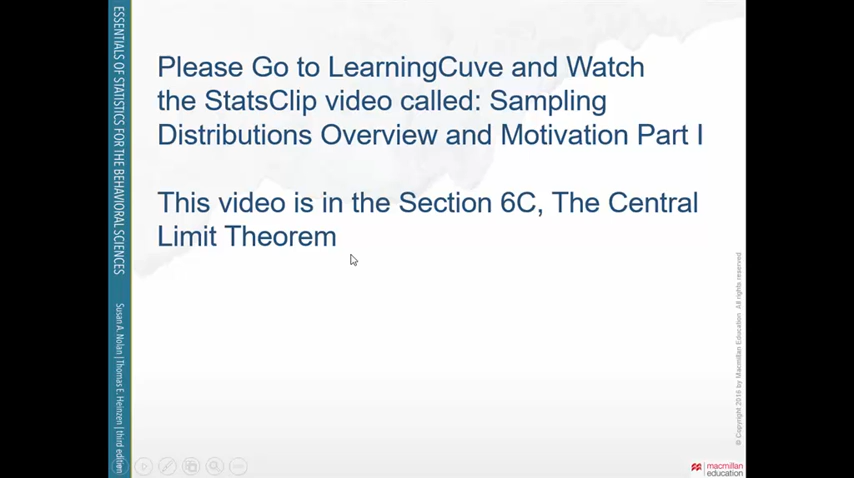 Please Go to LearningCuve and Watch
the StatsClip video called: Sampling
Distributions Overview and Motivation Part I
This video is in the Section 6C, The Central
Limit Theorem
ESSENTIALS OF STATISTICS FOR THE BEHAVIORAL SCIENCES
Susan A. Nolan | Thomas E. Heinzen | third edition
© Copyright 2016 by Macmillan Education All rights reserved
macmillan
education